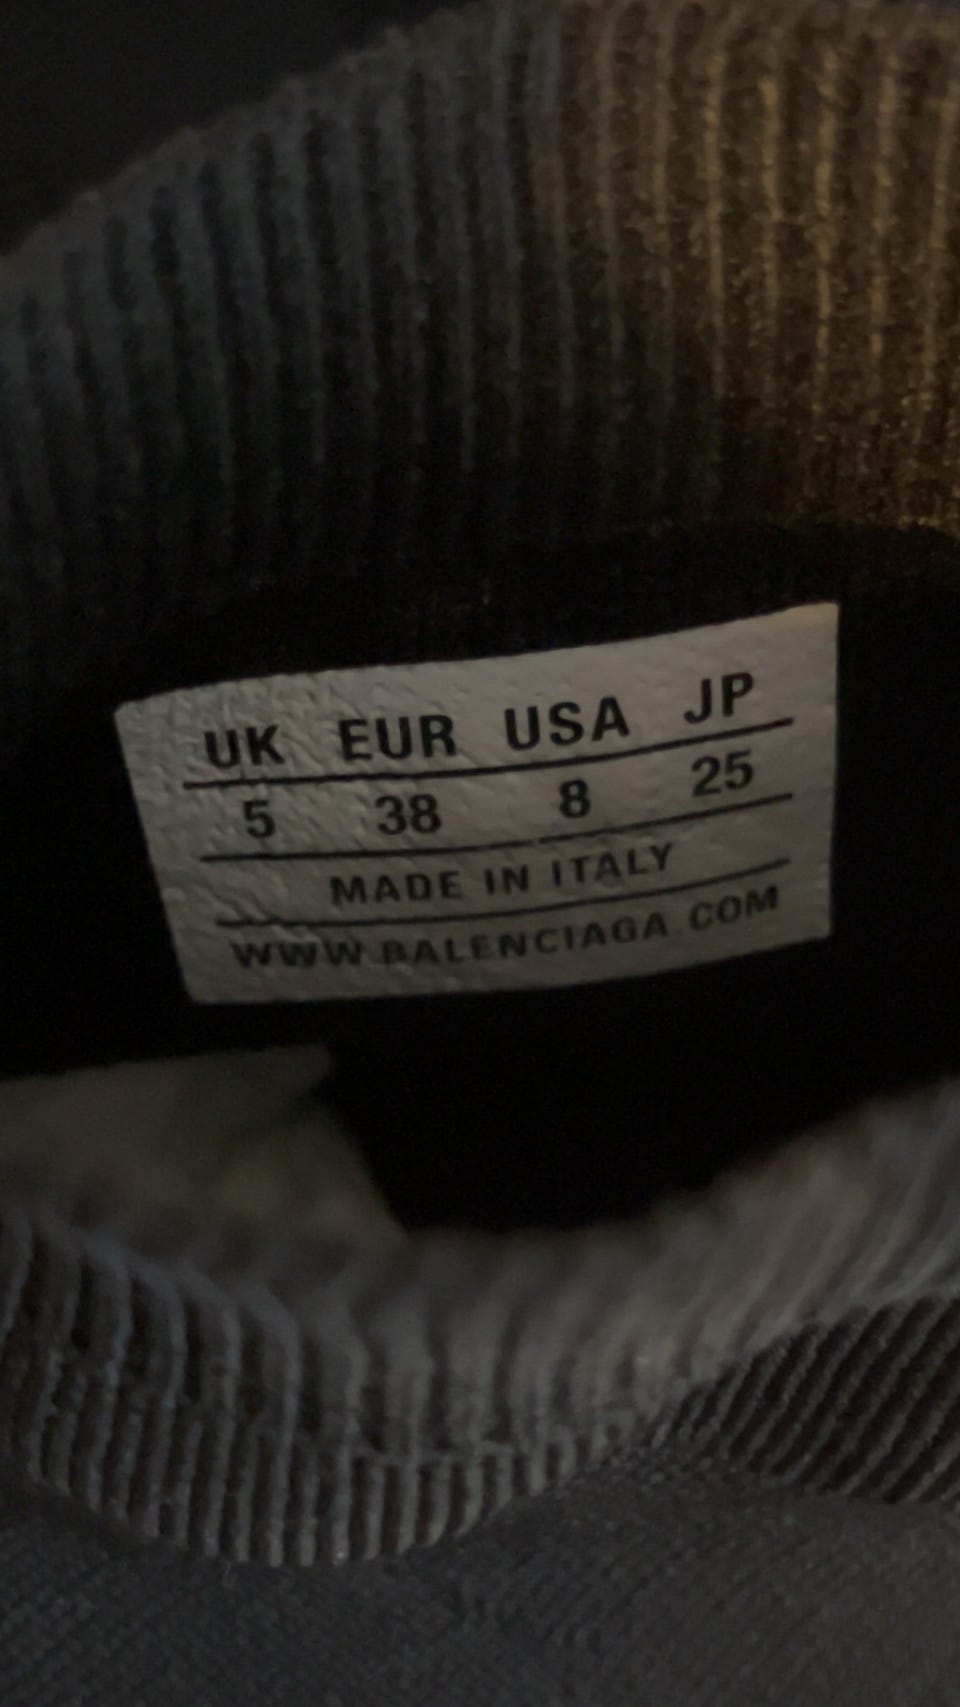 UK EUR USA JP
5 38 8 25
MADE IN ITALY
WWW.BALENCIAGA.COM